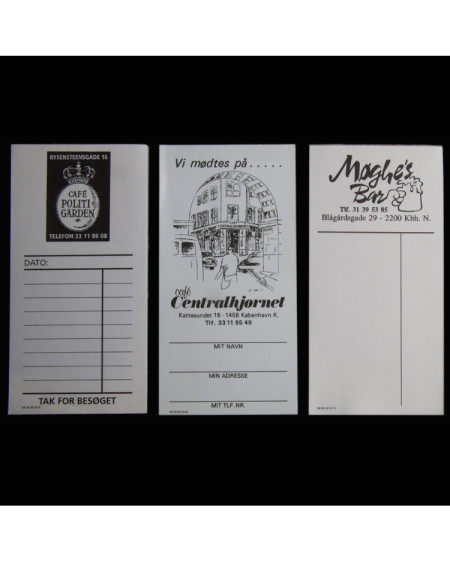 BYSENSTEENSGADE 16
CAFÉ
POLITI
GÅRDEN
TELEFON 33 11 86 08
DATO:
TAK FOR BESØGET
Vi mødtes på.....
café
Centralhjørnet
Kattesundet 18 - 1458 København K.
Tlf. 33 11 85 49
MIT NAVN
MIN ADRESSE
MIT TLF. NR.
Møghe's
Bar
Tlf. 31 39 53 85
Blågårdsgade 29 - 2200 Kbh. N.